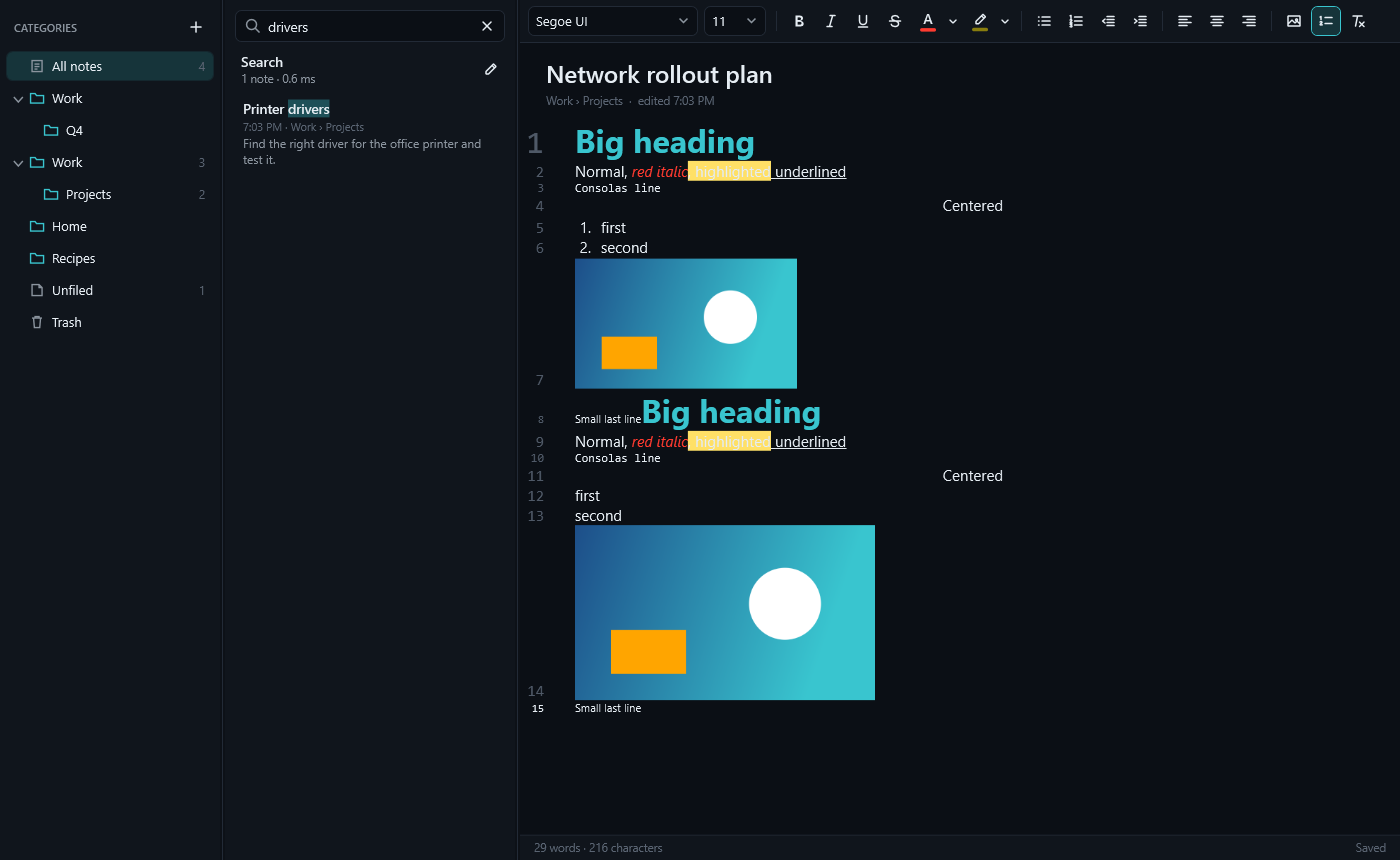 CATEGORIES
All notes 4
Work
Q4
Work 3
Projects 2
Home
Recipes
Unfiled 1
Trash
drivers
Search
1 note · 0.6 ms
Printer drivers
7:03 PM · Work › Projects
Find the right driver for the office printer and
test it.
Segoe UI 11 B I U S A
Network rollout plan
Work › Projects · edited 7:03 PM
1 Big heading
2 Normal, red italic highlighted underlined
3 Consolas line
4 Centered
5 1. first
6 2. second
7
8 Small last line Big heading
9 Normal, red italic highlighted underlined
10 Consolas line
11 Centered
12 first
13 second
14
15 Small last line
29 words · 216 characters Saved